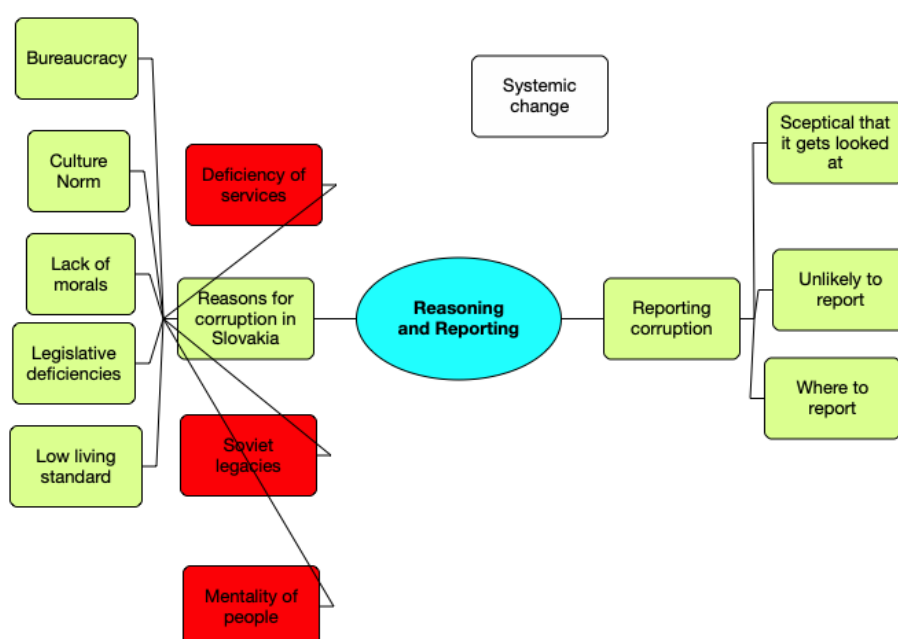 Bureaucracy
Culture
Norm
Lack of
morals
Legislative
deficiencies
Low living
standard
Deficiency of
services
Reasons for
corruption in
Slovakia
Soviet
legacies
Mentality of
people
Systemic
change
Reasoning
and Reporting
Reporting
corruption
Sceptical that
it gets looked
at
Unlikely to
report
Where to
report